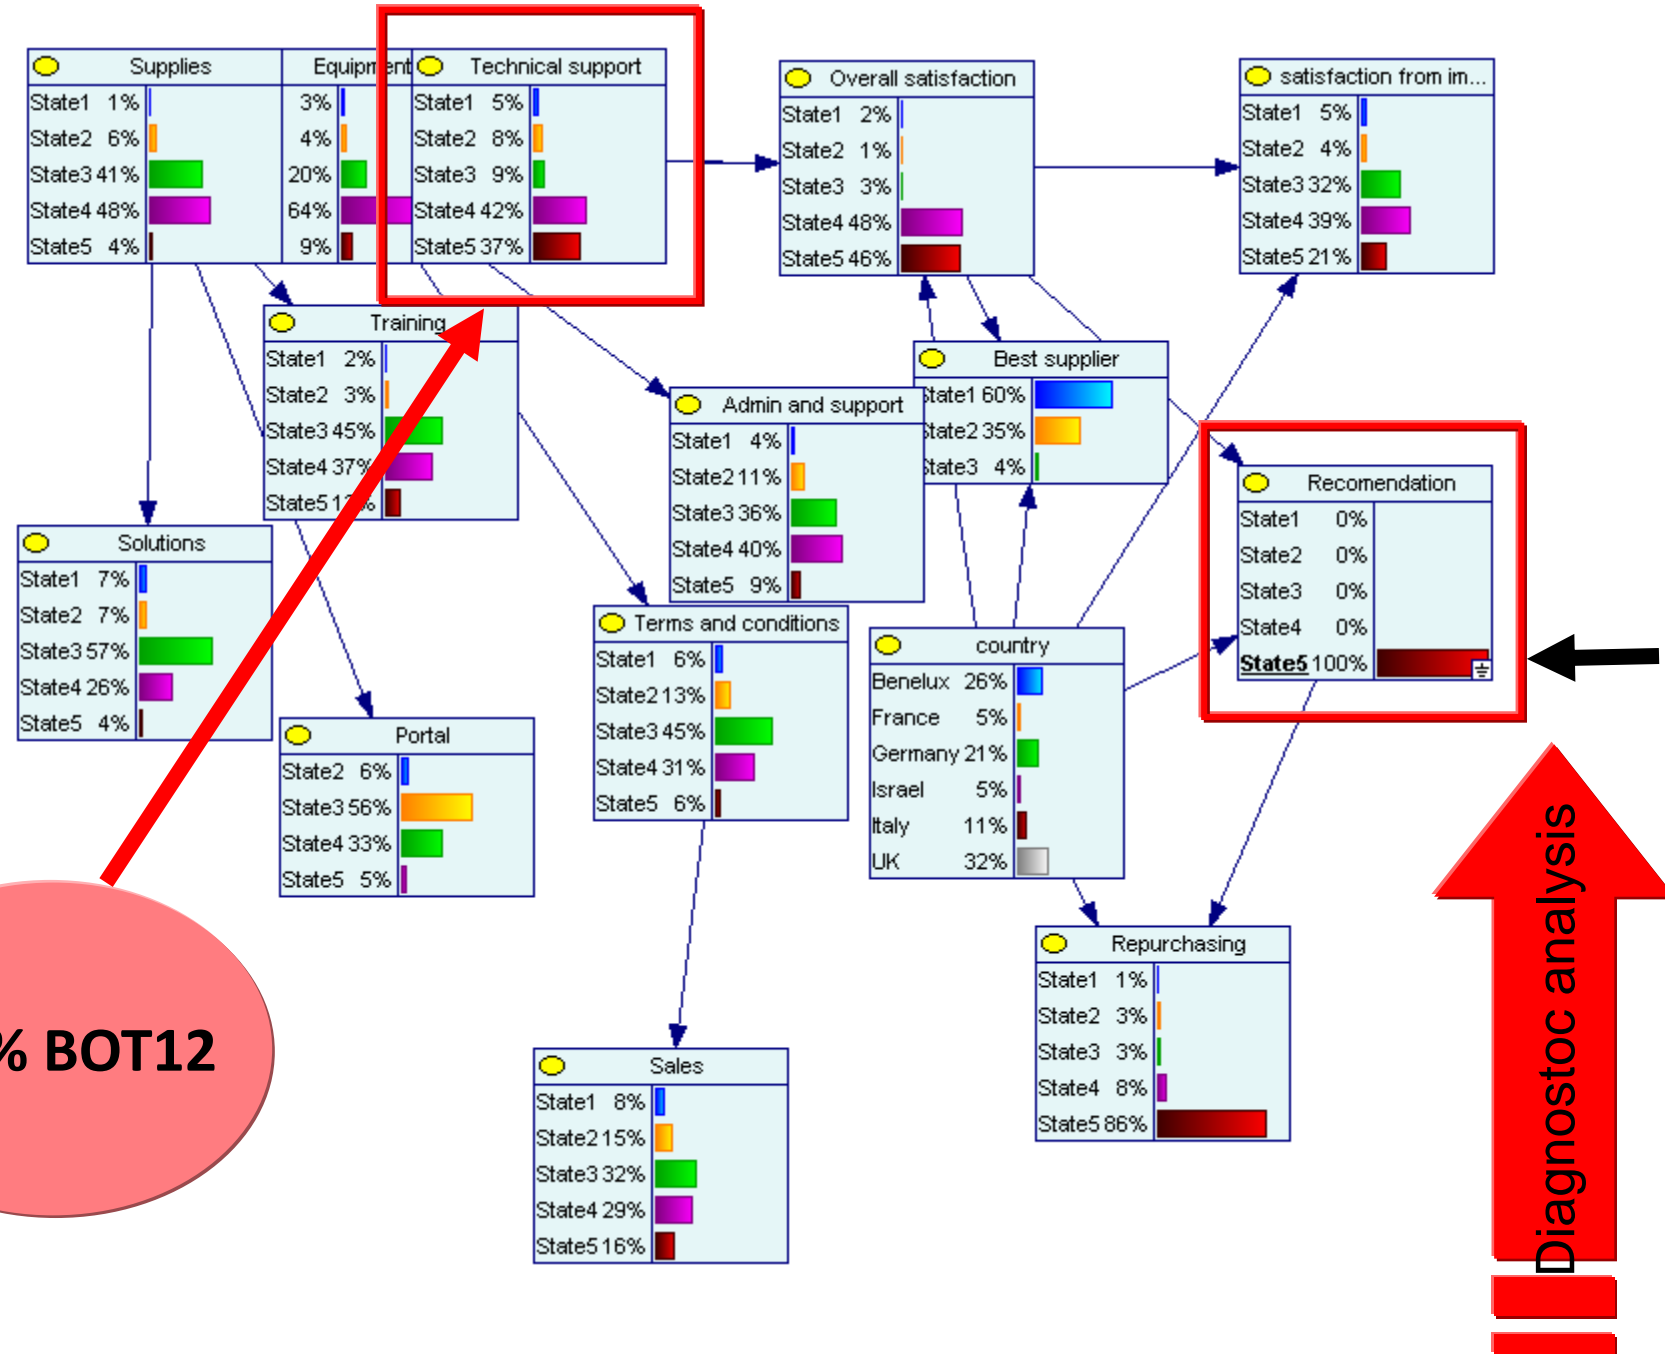 Supplies
State1 1%
State2 6%
State3 41%
State4 48%
State5 4%
Equipment
3%
4%
20%
64%
9%
Technical support
State1 5%
State2 8%
State3 9%
State4 42%
State5 37%
Overall satisfaction
State1 2%
State2 1%
State3 3%
State4 48%
State5 46%
satisfaction from im...
State1 5%
State2 4%
State3 32%
State4 39%
State5 21%
Training
State1 2%
State2 3%
State3 45%
State4 37%
State5
Best supplier
State1 60%
State2 35%
State3 4%
Admin and support
State1 4%
State2 11%
State3 36%
State4 40%
State5 9%
Recomendation
State1 0%
State2 0%
State3 0%
State4 0%
State5 100%
Solutions
State1 7%
State2 7%
State3 57%
State4 26%
State5 4%
Terms and conditions
State1 6%
State2 13%
State3 45%
State4 31%
State5 6%
country
Benelux 26%
France 5%
Germany 21%
Israel 5%
Italy 11%
UK 32%
Portal
State2 6%
State3 56%
State4 33%
State5 5%
Repurchasing
State1 1%
State2 3%
State3 3%
State4 8%
State5 86%
Sales
State1 8%
State2 15%
State3 32%
State4 29%
State5 16%
% BOT12
Diagnostoc analysis